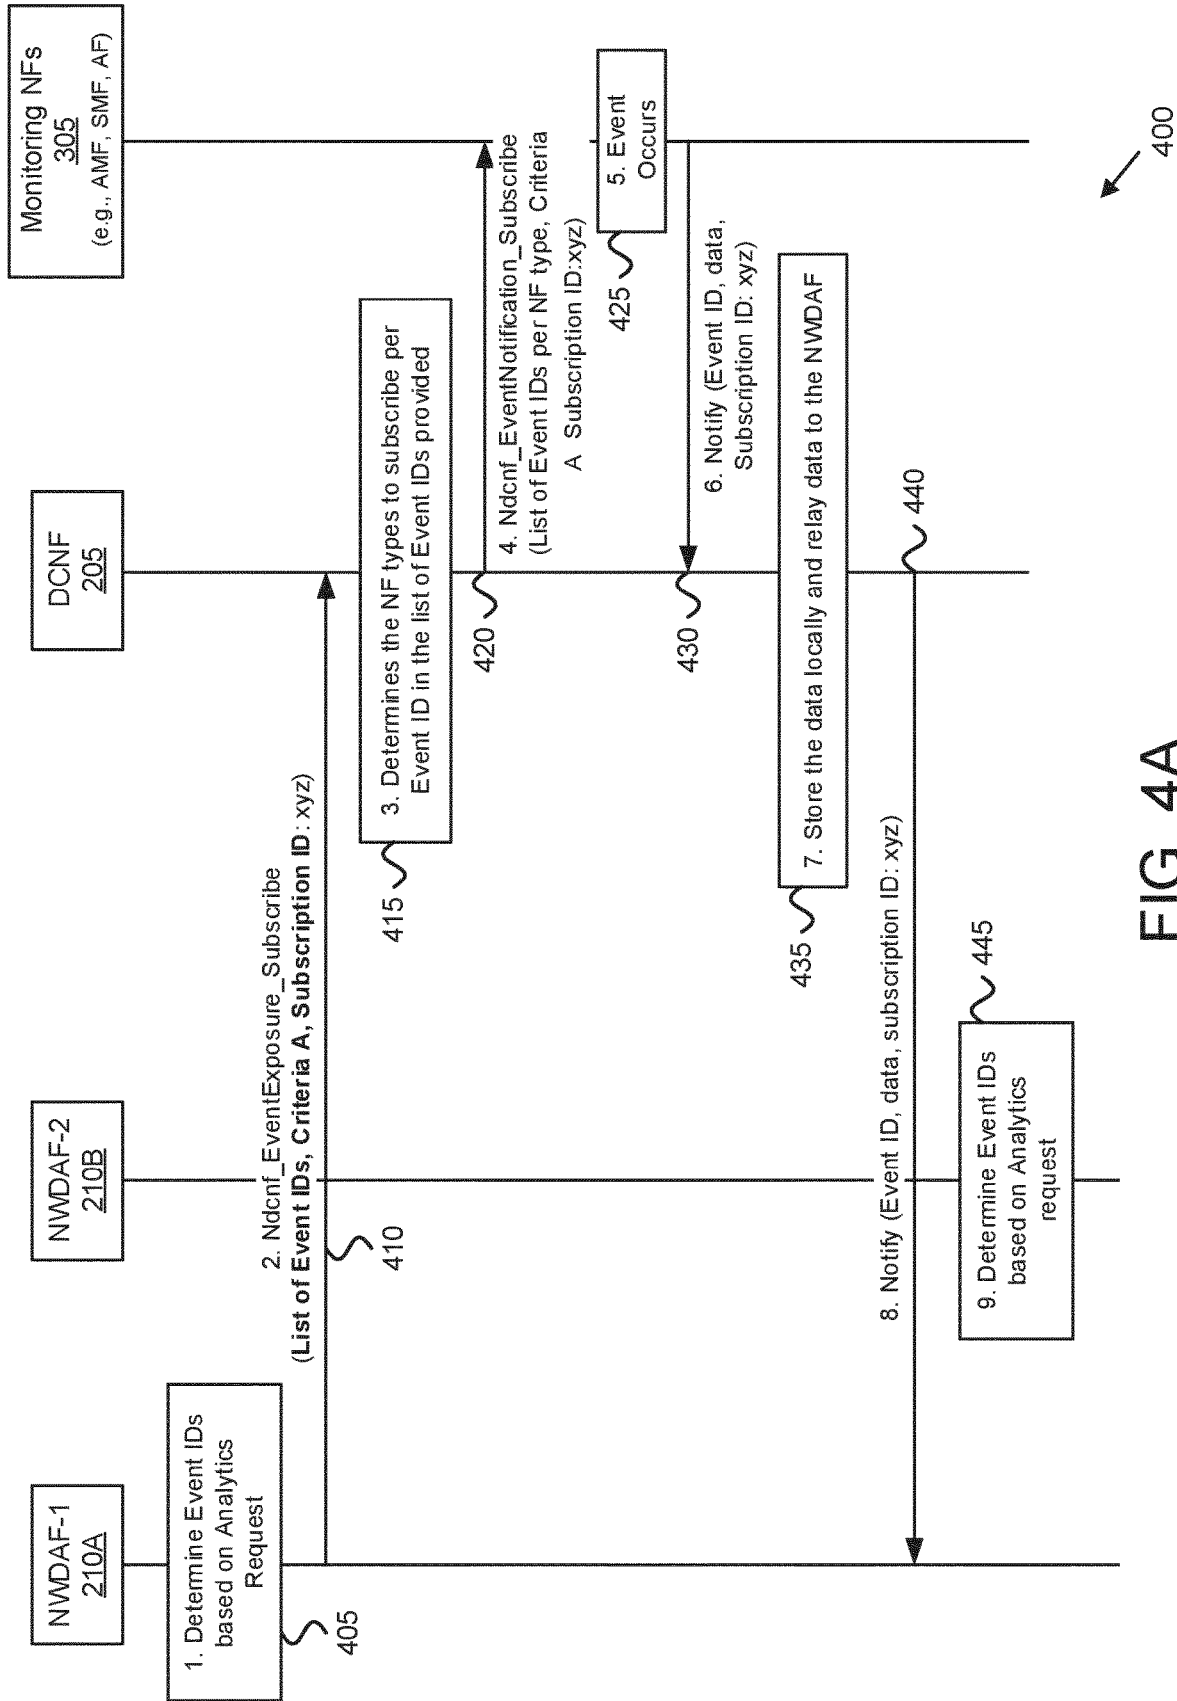 NWDAF-1
210A
NWDAF-2
210B
DCNF
205
Monitoring NFs
305
(e.g., AMF, SMF, AF)
1. Determine Event IDs
based on Analytics
Request
405
2. Ndcnf_EventExposure_Subscribe
(List of Event IDs, Criteria A, Subscription ID: xyz)
410
3. Determines the NF types to subscribe per
Event ID in the list of Event IDs provided
415
4. Ndcnf_EventNotification_Subscribe
(List of Event IDs per NF type, Criteria
A Subscription ID:xyz)
420
5. Event
Occurs
425
6. Notify (Event ID, data,
Subscription ID: xyz)
430
7. Store the data locally and relay data to the NWDAF
435
8. Notify (Event ID, data, subscription ID: xyz)
440
9. Determine Event IDs
based on Analytics
request
445
400
FIG. 4A